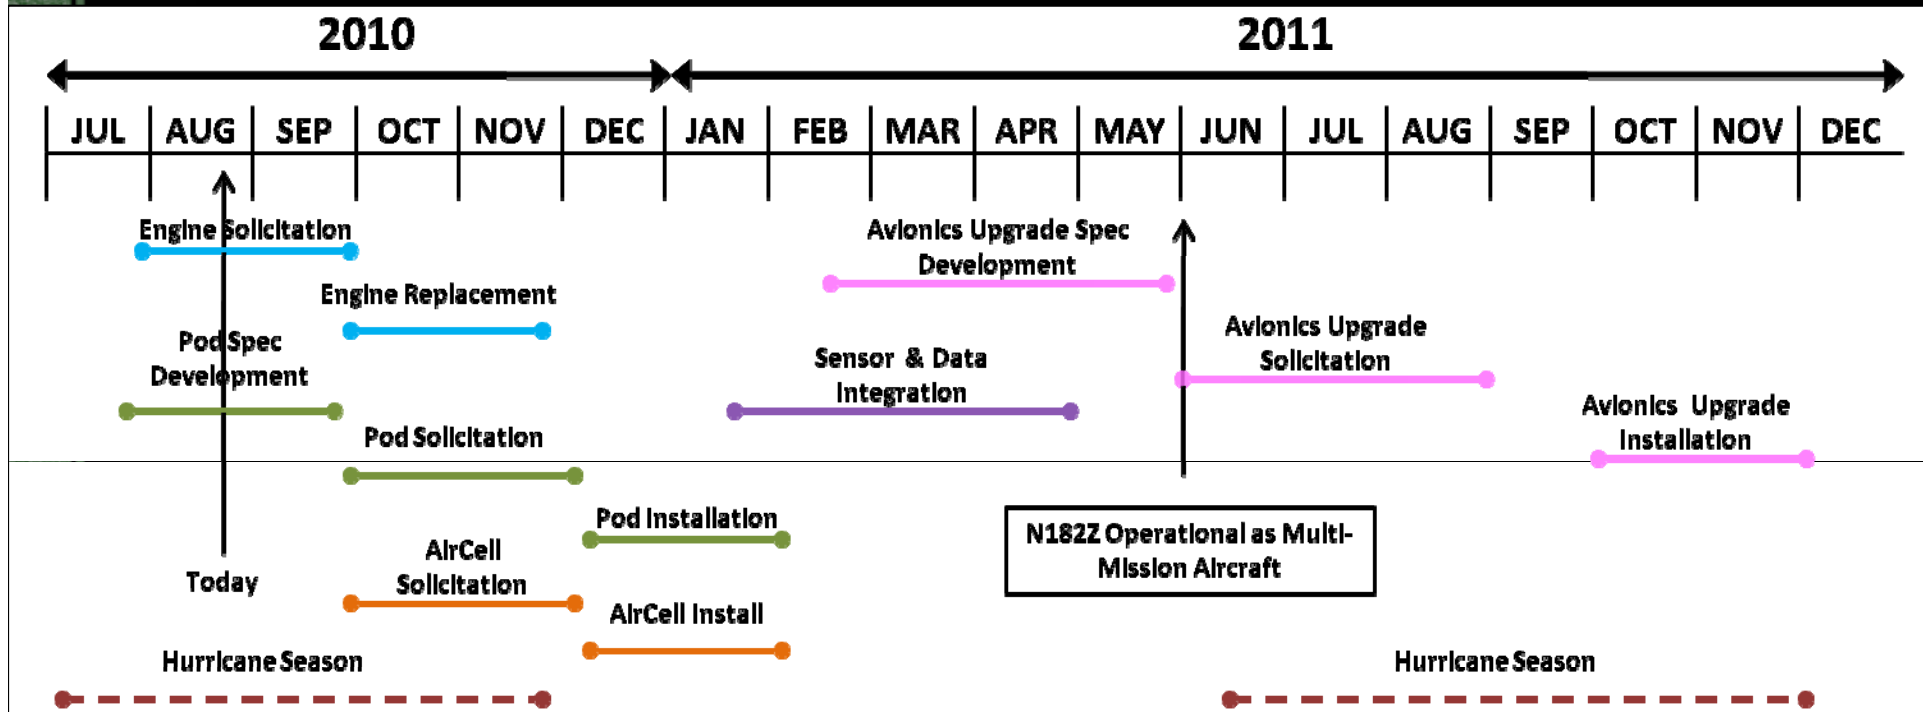 2010
2011
JUL AUG SEP OCT NOV DEC JAN FEB MAR APR MAY JUN JUL AUG SEP OCT NOV DEC
Engine Solicitation
Avionics Upgrade Spec
Development
Engine Replacement
Avionics Upgrade
Solicitation
Pod Spec
Development
Sensor & Data
Integration
Avionics Upgrade
Installation
Pod Solicitation
Pod Installation
N182Z Operational as Multi-
Mission Aircraft
AirCell
Solicitation
Today
AirCell Install
Hurricane Season
Hurricane Season